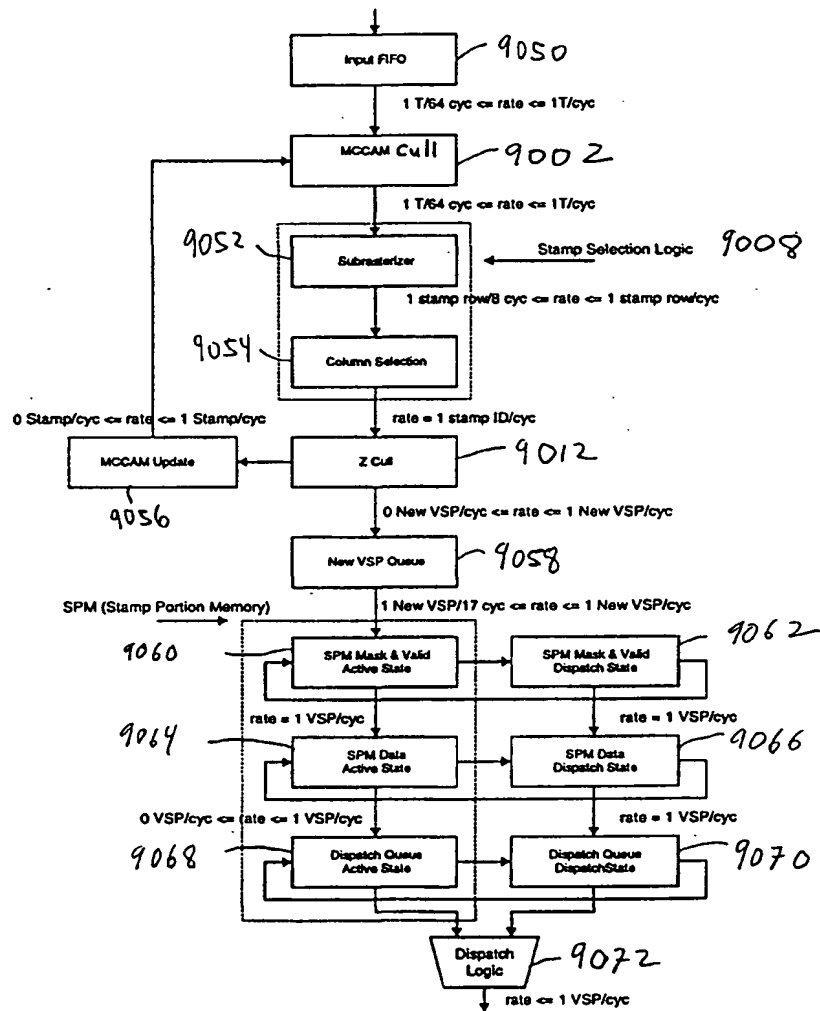 Input FIFO
9050
1 T/64 cyc <= rate <= 1T/cyc
MCCAM Cull
9002
1 T/64 cyc <= rate <= 1T/cyc
9052
Subrasterizer
Stamp Selection Logic
9008
1 stamp row/8 cyc <= rate <= 1 stamp row/cyc
9054
Column Selection
0 Stamp/cyc <= rate <= 1 Stamp/cyc
rate = 1 stamp ID/cyc
MCCAM Update
Z Cull
9012
9056
0 New VSP/cyc <= rate <= 1 New VSP/cyc
New VSP Queue
9058
SPM (Stamp Portion Memory)
1 New VSP/17 cyc <= rate <= 1 New VSP/cyc
9060
SPM Mask & Valid
Active State
SPM Mask & Valid
Dispatch State
9062
rate = 1 VSP/cyc
rate = 1 VSP/cyc
9064
SPM Data
Active State
SPM Data
Dispatch State
9066
0 VSP/cyc <= rate <= 1 VSP/cyc
rate = 1 VSP/cyc
9068
Dispatch Queue
Active State
Dispatch Queue
DispatchState
9070
Dispatch
Logic
9072
rate <= 1 VSP/cyc